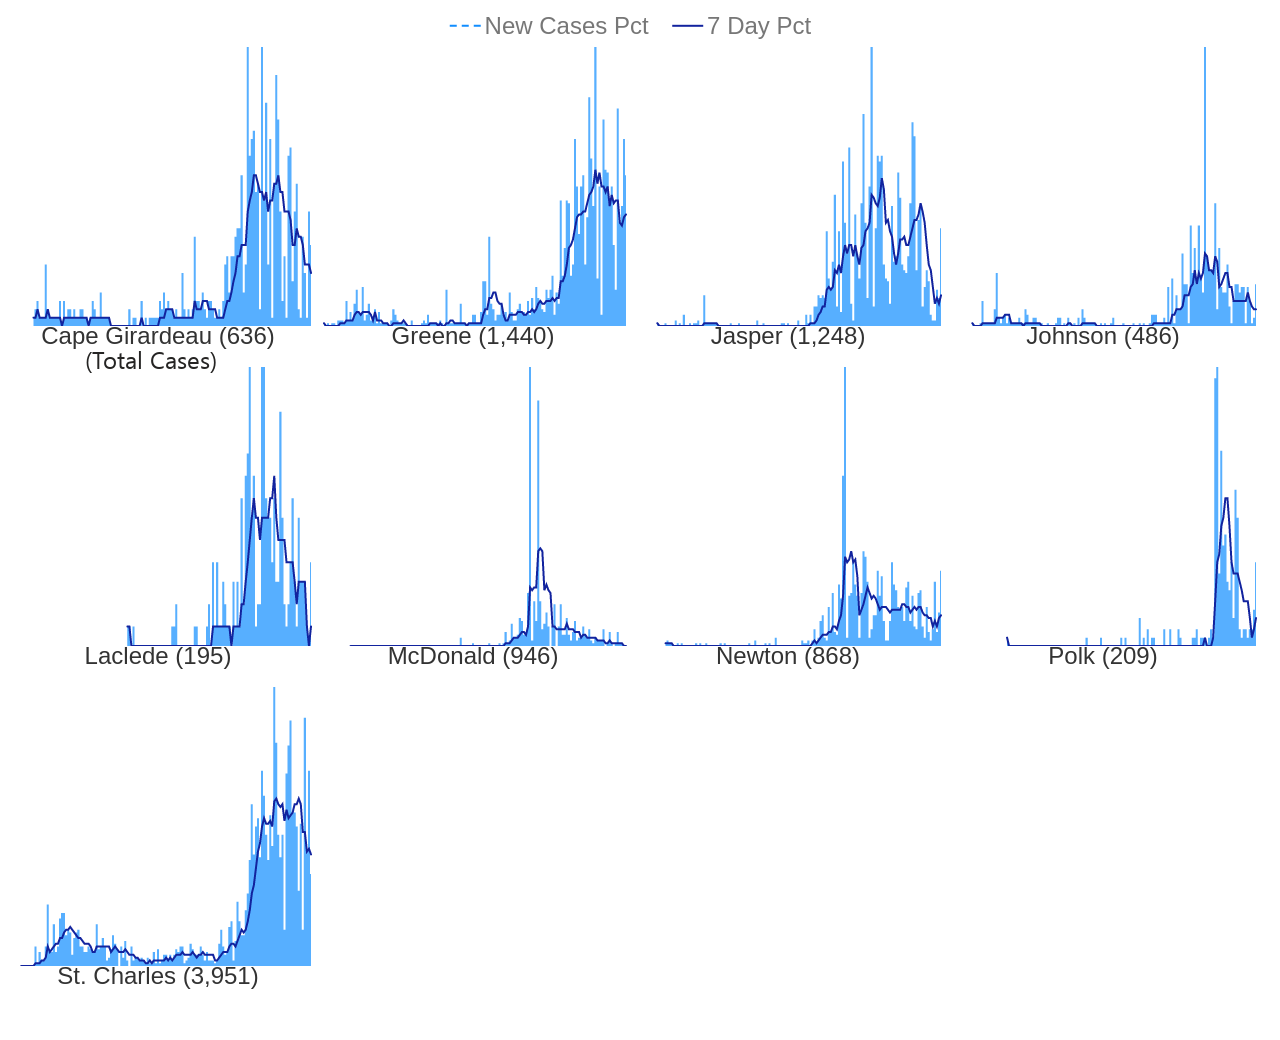 New Cases Pct 7 Day Pct
Cape Girardeau (636) Greene (1,440) Jasper (1,248) Johnson (486)
(Total Cases)
Laclede (195) McDonald (946) Newton (868) Polk (209)
St. Charles (3,951)